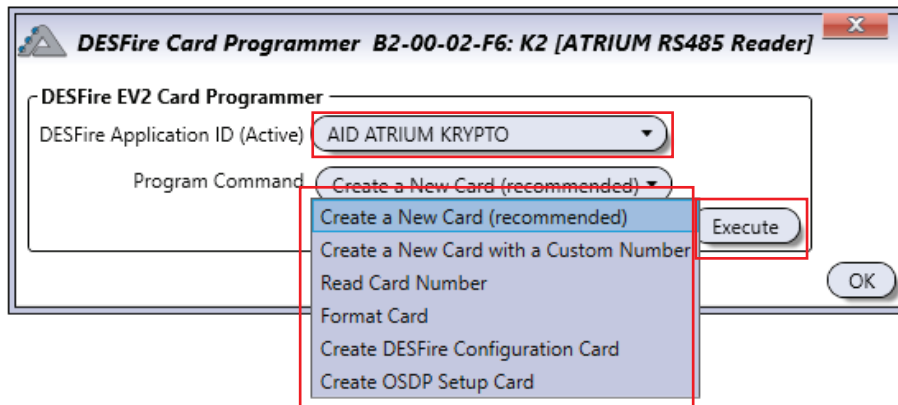 DESFire Card Programmer B2-00-02-F6: K2 [ATRIUM RS485 Reader]
X
DESFire EV2 Card Programmer
DESFire Application ID (Active) AID ATRIUM KRYPTO
Program Command Create a New Card (recommended)
Create a New Card (recommended)
Execute
Create a New Card with a Custom Number
Read Card Number
OK
Format Card
Create DESFire Configuration Card
Create OSDP Setup Card